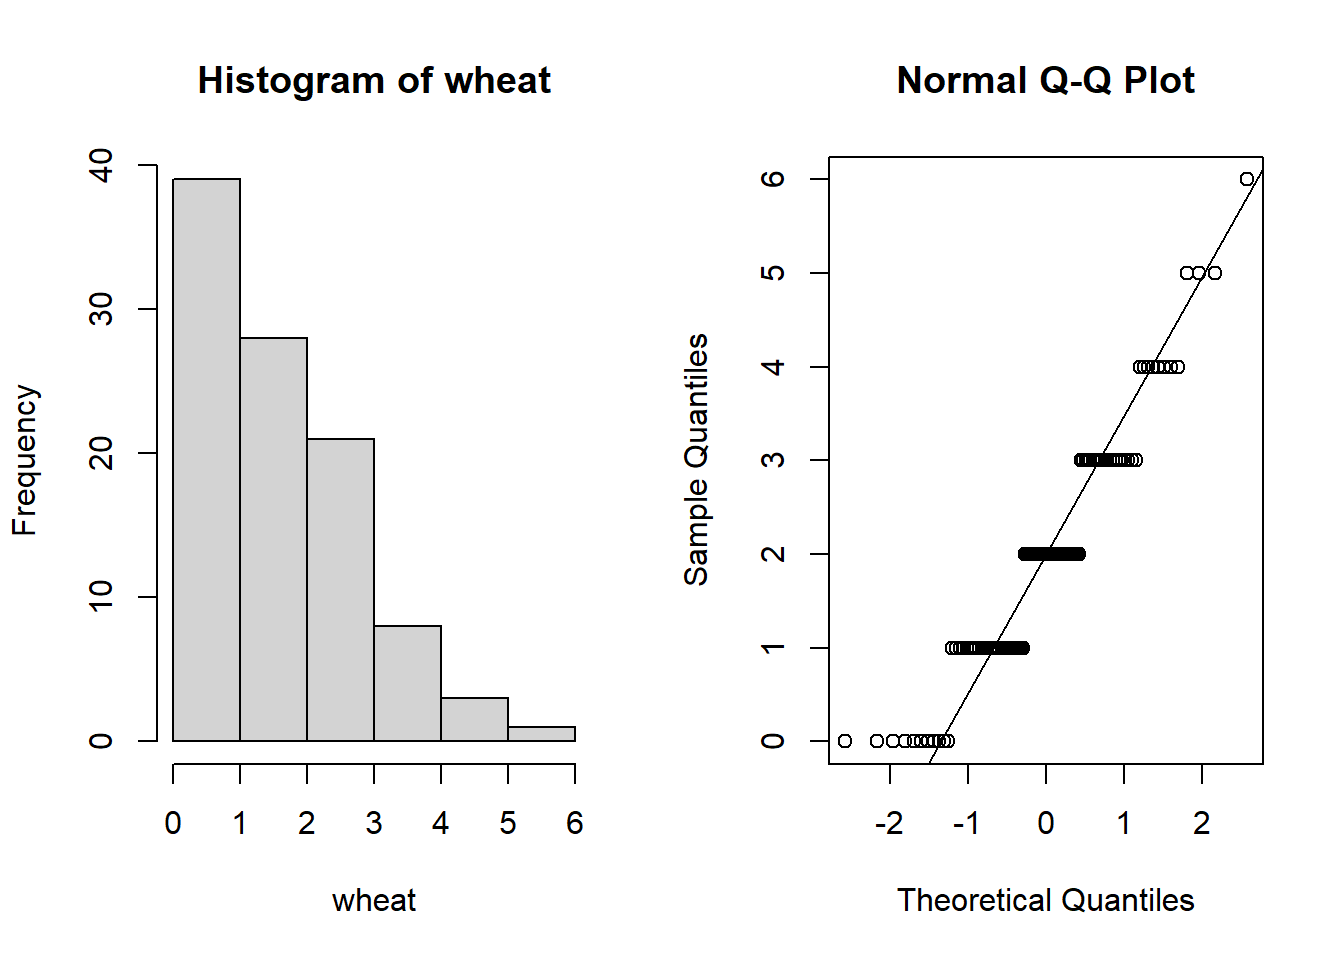 Histogram of wheat
Frequency
0
10
20
30
40
0 1 2 3 4 5 6
wheat
Normal Q-Q Plot
Sample Quantiles
0
1
2
3
4
5
6
-2 -1 0 1 2
Theoretical Quantiles